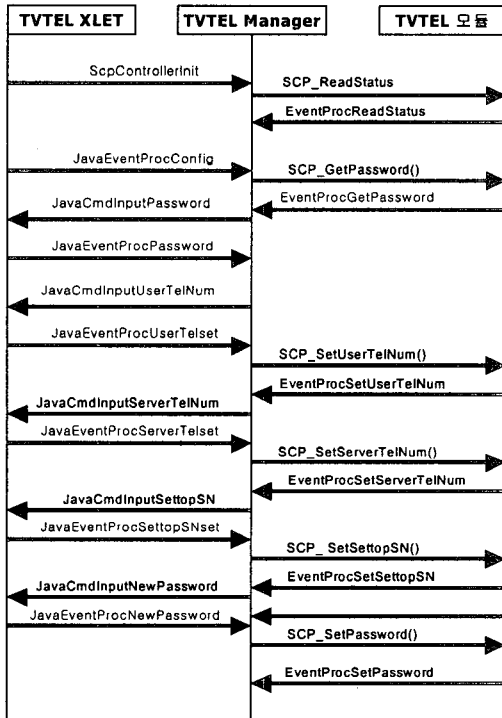 TVTEL XLET
TVTEL Manager
TVTEL 모듈
ScpControllerInit
SCP_ReadStatus
EventProcReadStatus
JavaEventProcConfig
SCP_GetPassword()
EventProcGetPassword
JavaCmdInputPassword
JavaEventProcPassword
JavaCmdInputUserTelNum
JavaEventProcUserTelset
SCP_SetUserTelNum()
EventProcSetUserTelNum
JavaCmdInputServerTelNum
JavaEventProcServerTelset
SCP_SetServerTelNum()
EventProcSetServerTelNum
JavaCmdInputSettopSN
JavaEventProcSettopSNset
SCP_ SetSettopSN()
EventProcSetSettopSN
JavaCmdInputNewPassword
JavaEventProcNewPassword
SCP_SetPassword()
EventProcSetPassword